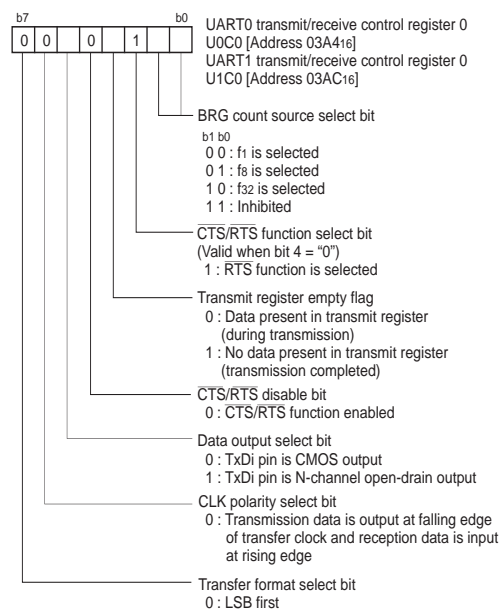 b7 b0
0 0 0 1
UART0 transmit/receive control register 0
U0C0 [Address 03A416]
UART1 transmit/receive control register 0
U1C0 [Address 03AC16]
BRG count source select bit
b1 b0
0 0 : f1 is selected
0 1 : f8 is selected
1 0 : f32 is selected
1 1 : Inhibited
CTS/RTS function select bit
(Valid when bit 4 = “0”)
1 : RTS function is selected
Transmit register empty flag
0 : Data present in transmit register
(during transmission)
1 : No data present in transmit register
(transmission completed)
CTS/RTS disable bit
0 : CTS/RTS function enabled
Data output select bit
0 : TxDi pin is CMOS output
1 : TxDi pin is N-channel open-drain output
CLK polarity select bit
0 : Transmission data is output at falling edge
of transfer clock and reception data is input
at rising edge
Transfer format select bit
0 : LSB first